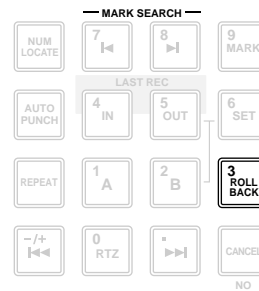 MARK SEARCH
NUM LOCATE
7
8
9 MARK
LAST REC
AUTO PUNCH
4 IN
5 OUT
6 SET
REPEAT
1 A
2 B
3 ROLL BACK
-/+
0 RTZ
.
CANCEL
NO